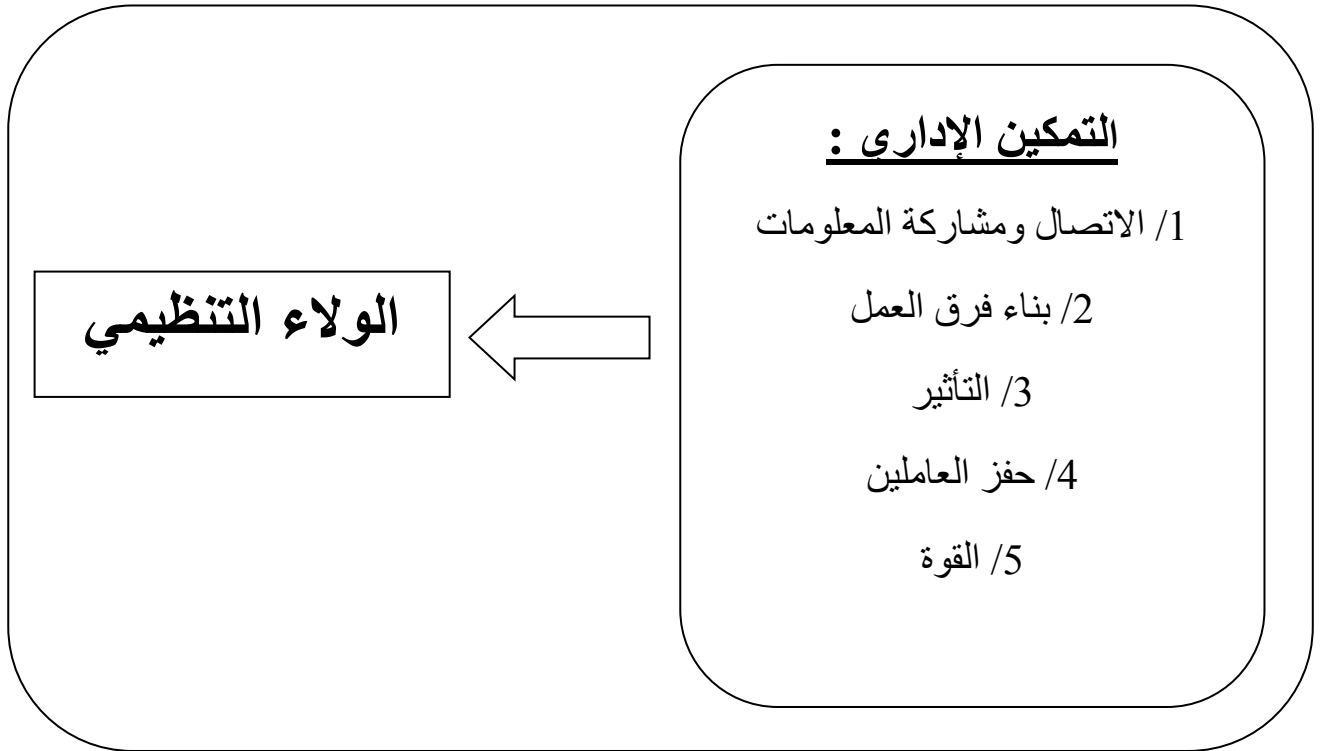 التمكين الإداري :
1/ الاتصال ومشاركة المعلومات
2/ بناء فرق العمل
3/ التأثير
4/ حفز العاملين
5/ القوة
الولاء التنظيمي